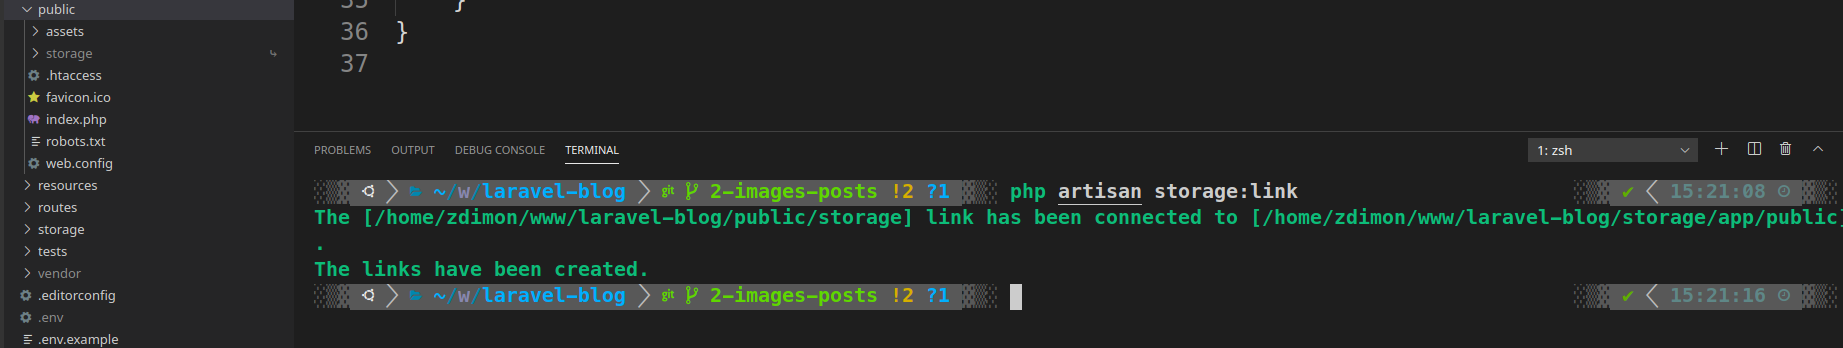 public
assets
storage
.htaccess
favicon.ico
index.php
robots.txt
web.config
resources
routes
storage
tests
vendor
.editorconfig
.env
.env.example
35 }
36 }
37
PROBLEMS OUTPUT DEBUG CONSOLE TERMINAL 1: zsh
~/w/laravel-blog git 2-images-posts !2 ?1 php artisan storage:link ✔ 15:21:08
The [/home/zdimon/www/laravel-blog/public/storage] link has been connected to [/home/zdimon/www/laravel-blog/storage/app/public]
.
The links have been created.
~/w/laravel-blog git 2-images-posts !2 ?1 ✔ 15:21:16